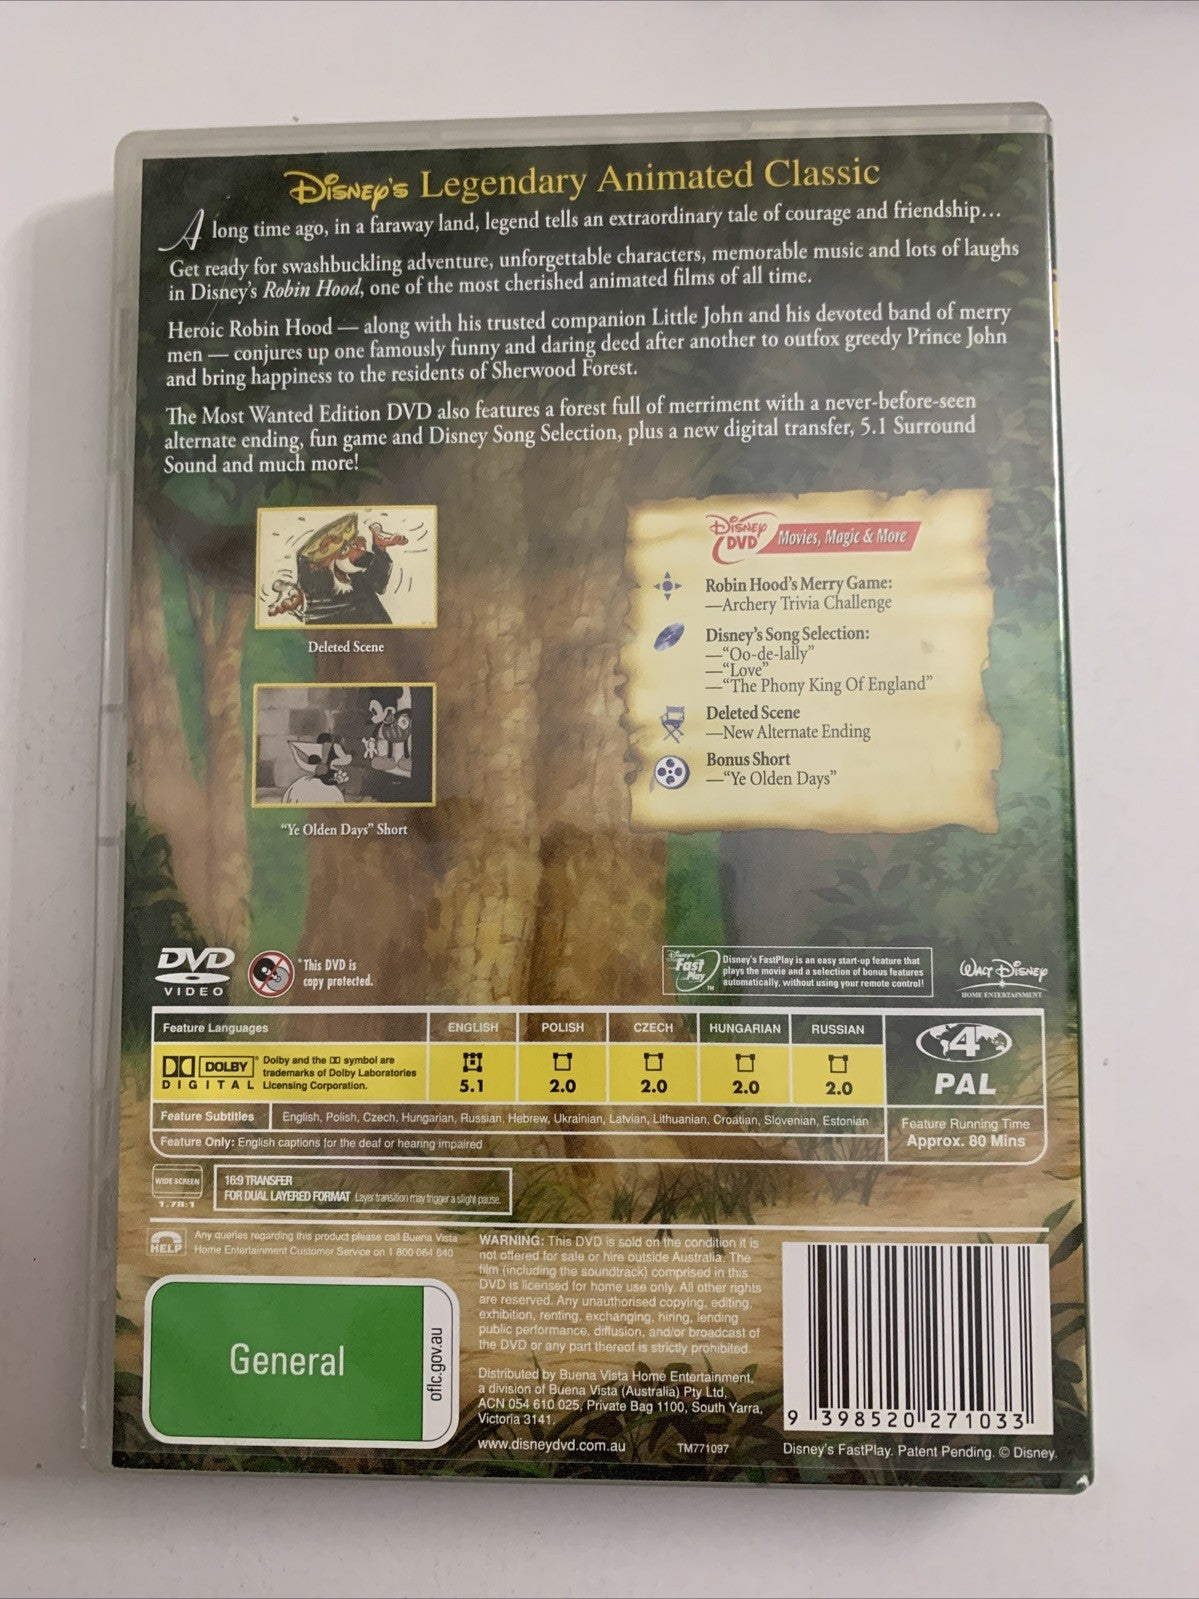 Disney's Legendary Animated Classic
A long time ago, in a faraway land, legend tells an extraordinary tale of courage and friendship...
Get ready for swashbuckling adventure, unforgettable characters, memorable music and lots of laughs
in Disney's Robin Hood, one of the most cherished animated films of all time.
Heroic Robin Hood — along with his trusted companion Little John and his devoted band of merry
men — conjures up one famously funny and daring deed after another to outfox greedy Prince John
and bring happiness to the residents of Sherwood Forest.
The Most Wanted Edition DVD also features a forest full of merriment with a never-before-seen
alternate ending, fun game and Disney Song Selection, plus a new digital transfer, 5.1 Surround
Sound and much more!
Deleted Scene
"Ye Olden Days" Short
Disney DVD Movies, Magic & More
Robin Hood's Merry Game:
—Archery Trivia Challenge
Disney's Song Selection:
—"Oo-de-lally"
—"Love"
—"The Phony King Of England"
Deleted Scene
—New Alternate Ending
Bonus Short
—"Ye Olden Days"
DVD
VIDEO
*This DVD is
copy protected.
Disney's Fast Play ™
Disney's FastPlay is an easy start-up feature that
plays the movie and a selection of bonus features
automatically, without using your remote control!
Walt Disney
HOME ENTERTAINMENT
Feature Languages ENGLISH POLISH CZECH HUNGARIAN RUSSIAN
DOLBY DIGITAL
Dolby and the DD symbol are
trademarks of Dolby Laboratories
Licensing Corporation.
5.1 2.0 2.0 2.0 2.0
4
PAL
Feature Subtitles English, Polish, Czech, Hungarian, Russian, Hebrew, Ukrainian, Latvian, Lithuanian, Croatian, Slovenian, Estonian
Feature Only: English captions for the deaf or hearing impaired
Feature Running Time
Approx. 80 Mins
WIDE SCREEN
1.78:1
16:9 TRANSFER
FOR DUAL LAYERED FORMAT Layer transition may trigger a slight pause.
HELP
Any queries regarding this product please call Buena Vista
Home Entertainment Customer Service on 1 800 064 640
General
oflc.gov.au
WARNING: This DVD is sold on the condition it is
not offered for sale or hire outside Australia. The
film (including the soundtrack) comprised in this
DVD is licensed for home use only. All other rights
are reserved. Any unauthorised copying, editing,
exhibition, renting, exchanging, hiring, lending
public performance, diffusion, and/or broadcast of
the DVD or any part thereof is strictly prohibited.
Distributed by Buena Vista Home Entertainment,
a division of Buena Vista (Australia) Pty Ltd,
ACN 054 610 025, Private Bag 1100, South Yarra,
Victoria 3141.
www.disneydvd.com.au
TM771097
9 398520 271033
Disney's FastPlay. Patent Pending. © Disney.